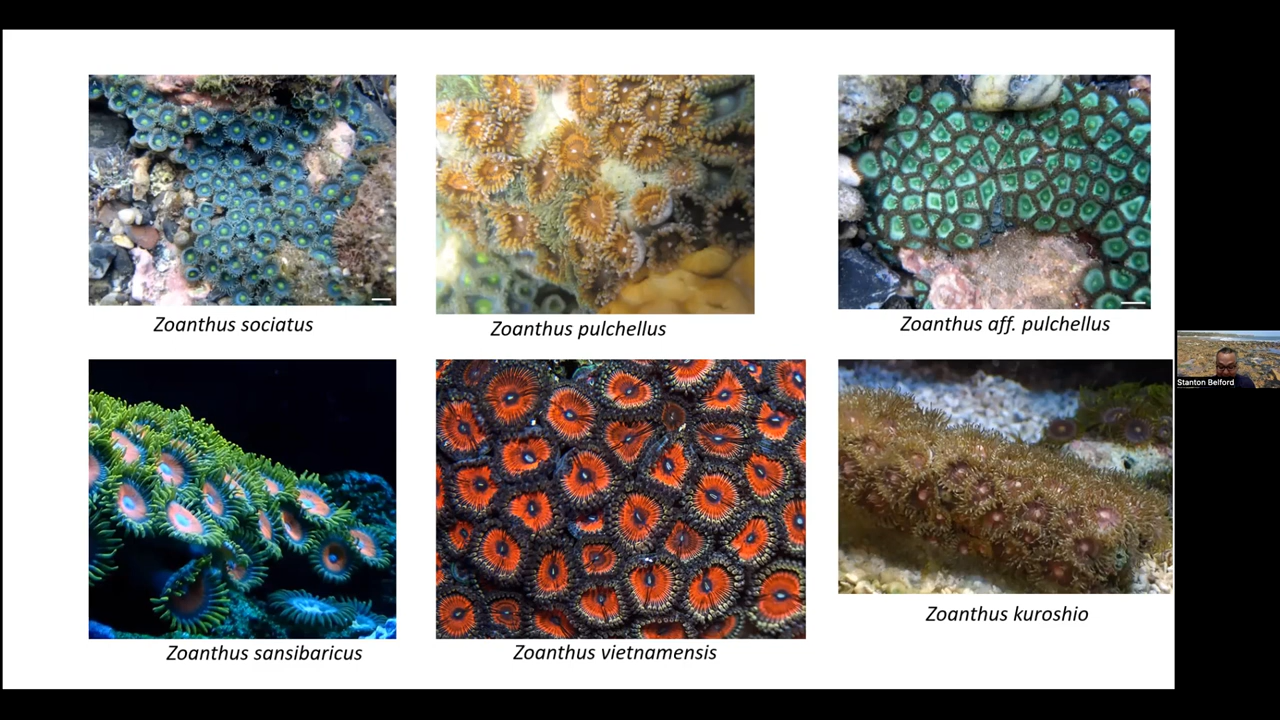 Zoanthus sociatus
Zoanthus pulchellus
Zoanthus aff. pulchellus
Stanton Belford
Zoanthus sansibaricus
Zoanthus vietnamensis
Zoanthus kuroshio